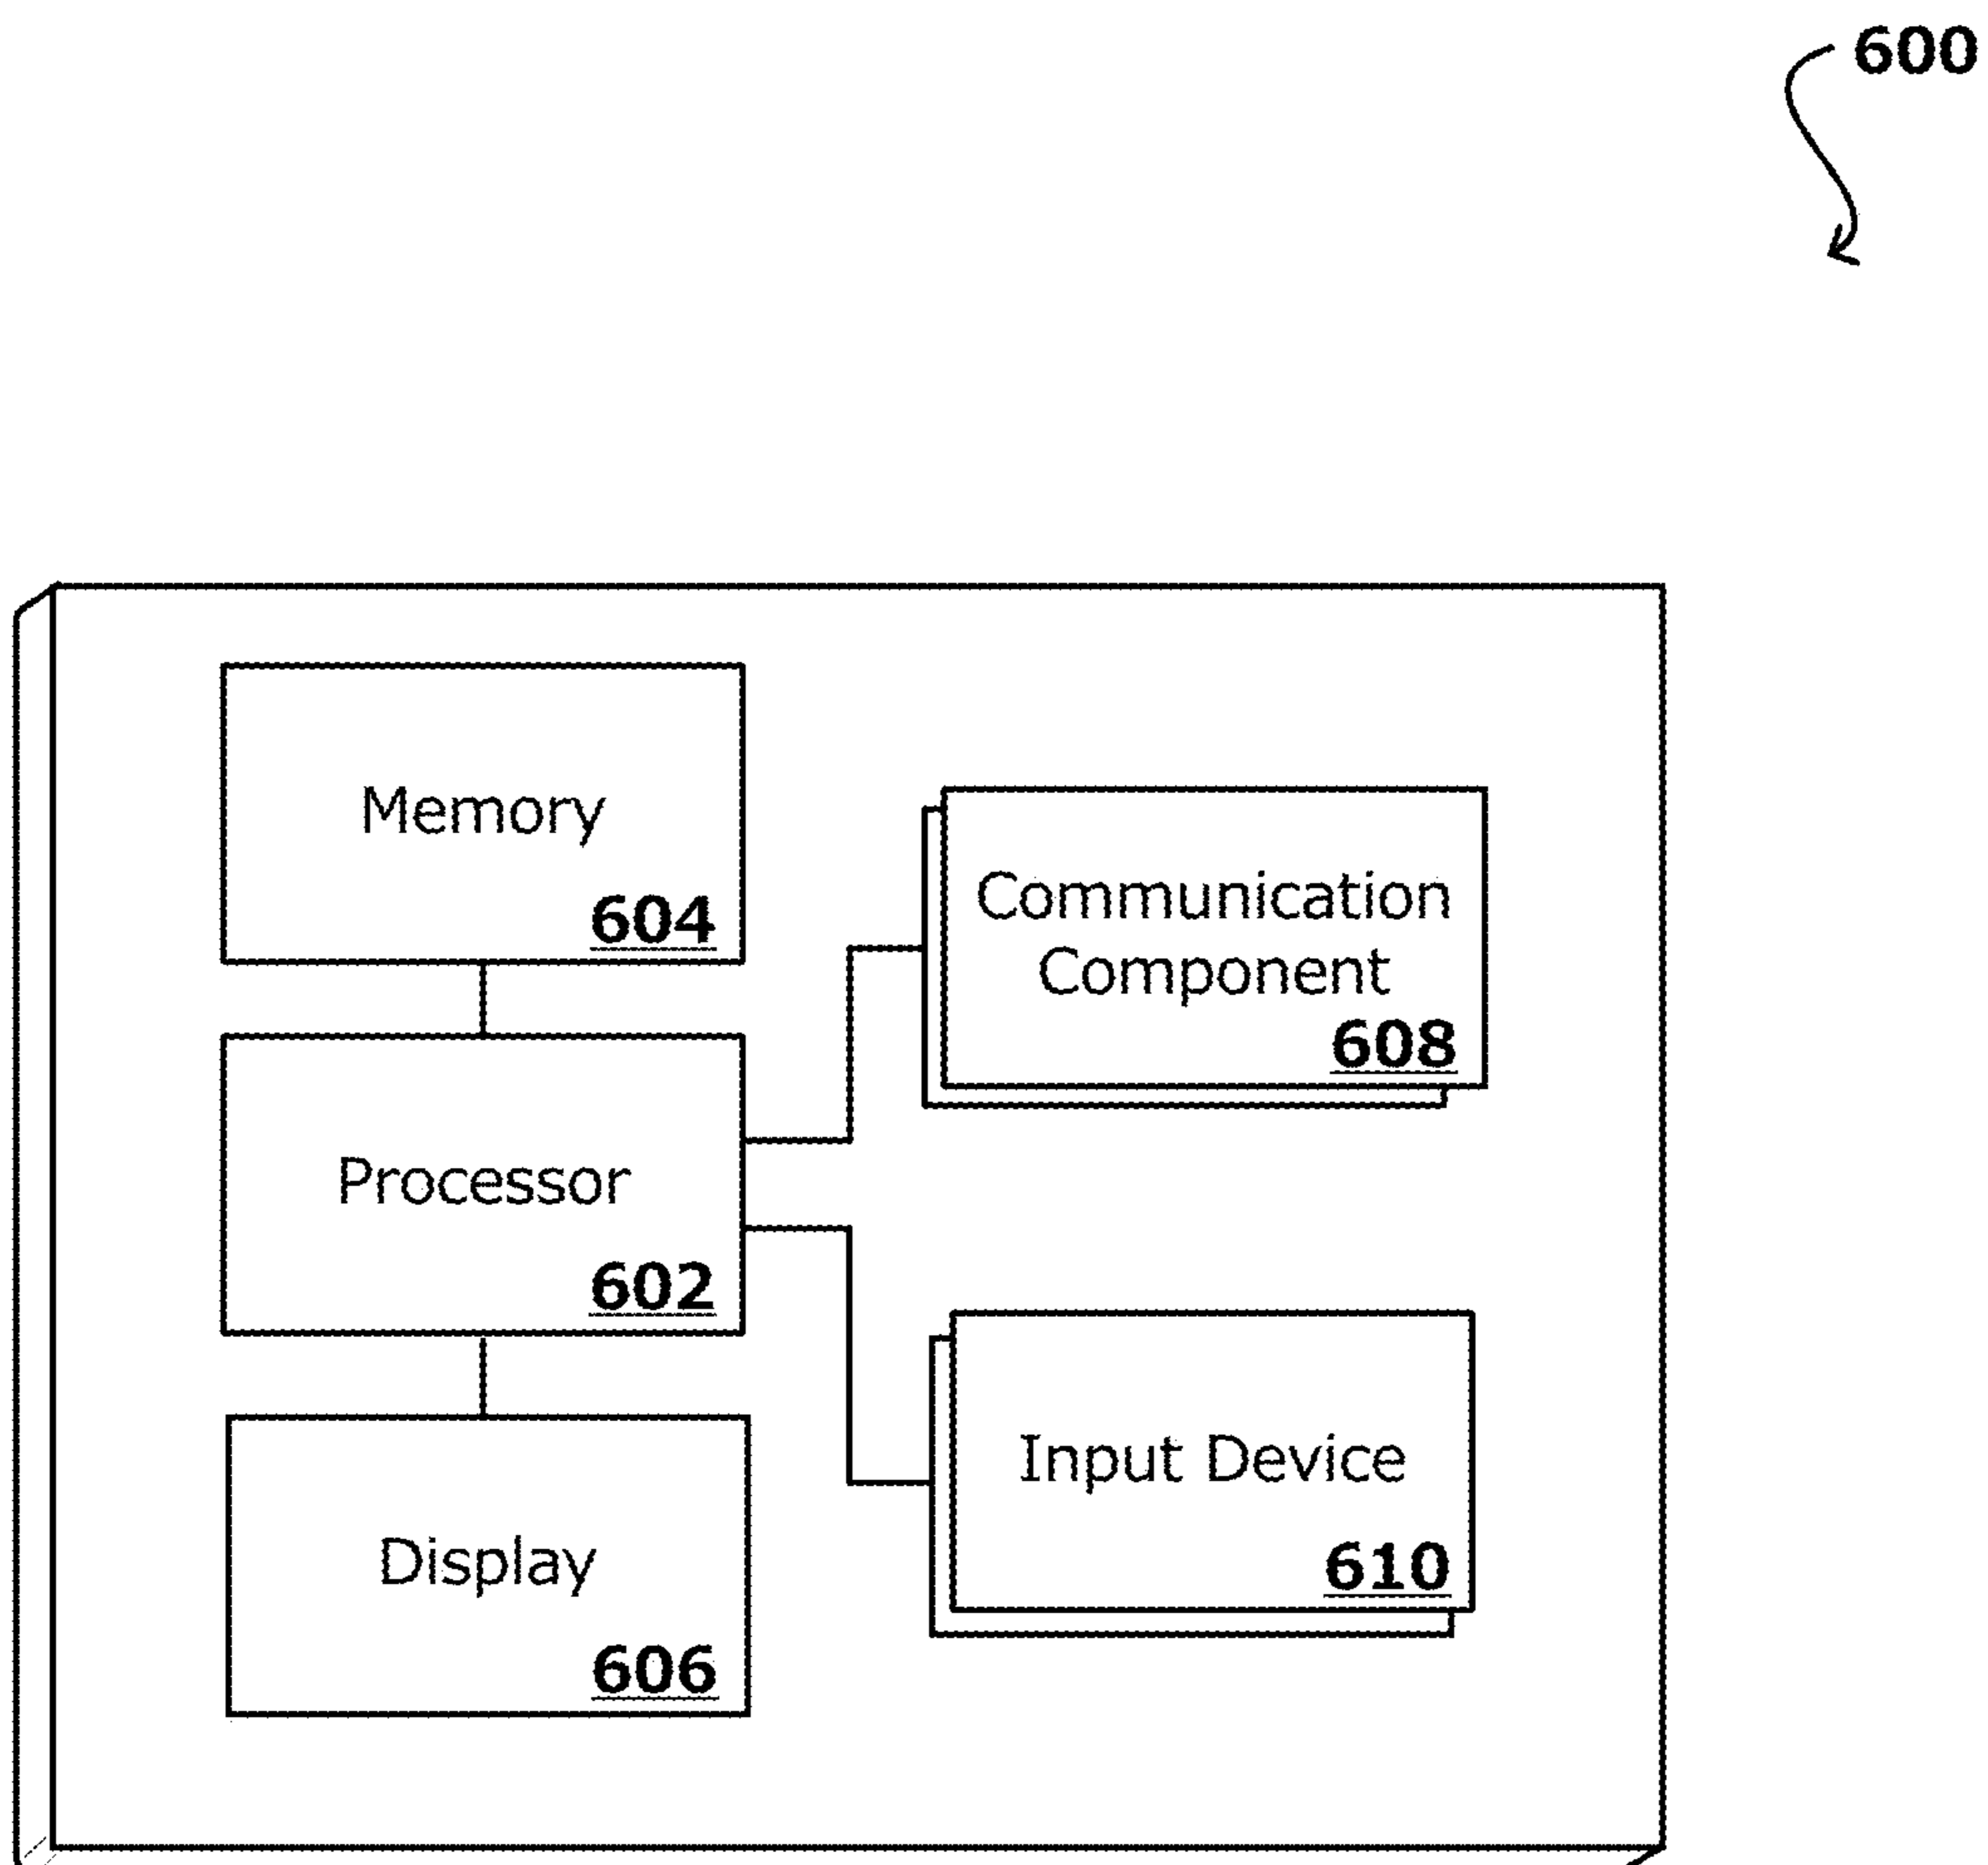 600
Memory
604
Communication
Component
608
Processor
602
Input Device
610
Display
606